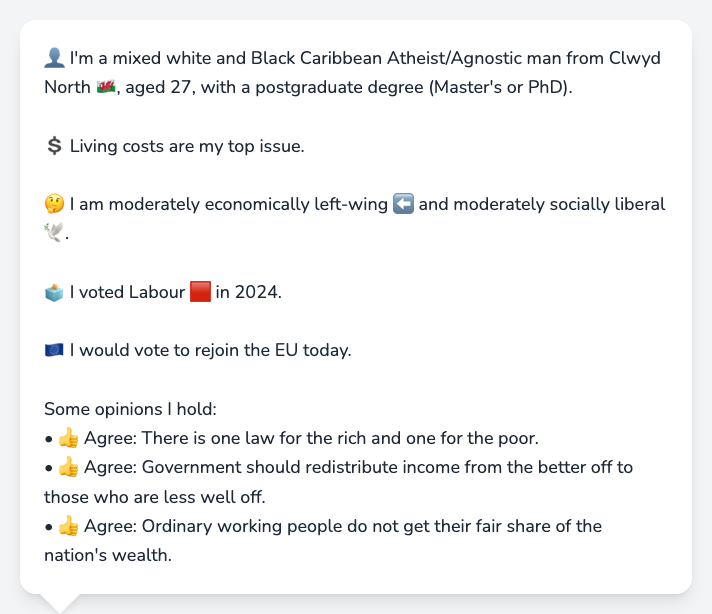 👤 I'm a mixed white and Black Caribbean Atheist/Agnostic man from Clwyd
North 🏴󠁧󠁢󠁷󠁬󠁳󠁿, aged 27, with a postgraduate degree (Master's or PhD).
💲 Living costs are my top issue.
🤔 I am moderately economically left-wing ⬅️ and moderately socially liberal
🕊️.
🗳️ I voted Labour 🟥 in 2024.
🇪🇺 I would vote to rejoin the EU today.
Some opinions I hold:
• 👍 Agree: There is one law for the rich and one for the poor.
• 👍 Agree: Government should redistribute income from the better off to
those who are less well off.
• 👍 Agree: Ordinary working people do not get their fair share of the
nation's wealth.